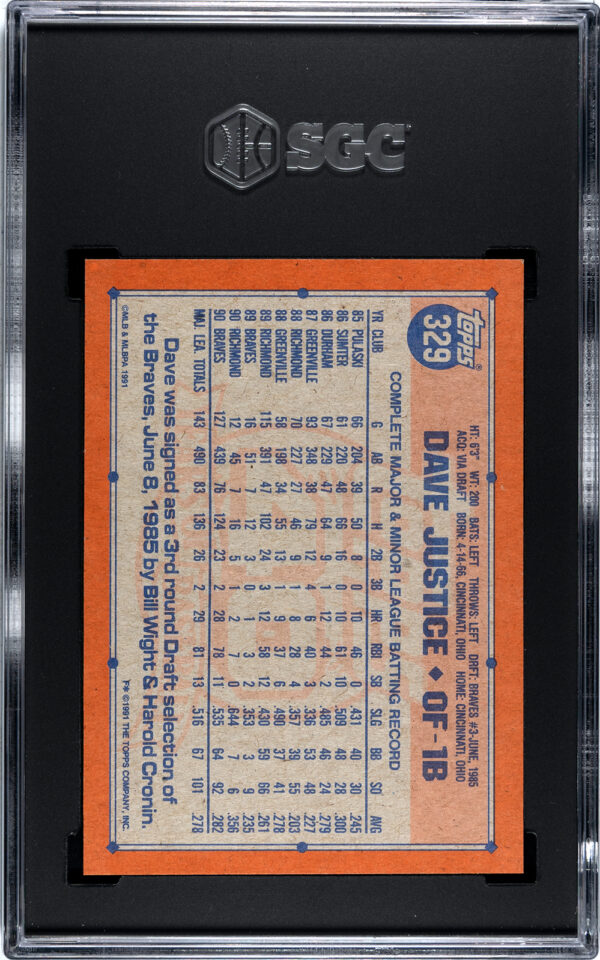 SGC
TOPPS®
329
HT: 6'3" WT: 200 BATS: LEFT THROWS: LEFT DRFT: BRAVES #3-JUNE, 1985
ACQ: VIA DRAFT BORN: 4-14-66, CINCINNATI, OHIO HOME: CINCINNATI, OHIO
DAVE JUSTICE ♦ OF-1B
COMPLETE MAJOR & MINOR LEAGUE BATTING RECORD
YR CLUB G AB R H 2B 3B HR RBI SB SLG BB SO AVG
85 PULASKI 66 204 39 50 8 0 10 46 0 .431 40 30 .245
86 SUMTER 61 220 48 66 16 0 10 61 10 .509 48 28 .300
86 DURHAM 67 229 47 64 9 1 12 44 2 .485 46 24 .279
87 GREENVILLE 93 348 38 79 12 4 6 40 3 .336 53 48 .227
88 RICHMOND 70 227 27 46 9 1 8 28 4 .357 39 55 .203
88 GREENVILLE 58 198 34 55 13 1 9 37 6 .490 37 41 .278
89 RICHMOND 115 391- 47 102 24 3 12 58 12 .430 59 66 .261
89 BRAVES 16 51- 7 12 3 0 1 3 2 .353 3 9 .235
90 RICHMOND 12 45 7 16 5 1 2 7 0 .644 7 6 .356
90 BRAVES 127 439 76 124 23 2 28 78 11 .535 64 92 .282
MAJ. LEA. TOTALS 143 490 83 136 26 2 29 81 13 .516 67 101 .278
Dave was signed as a 3rd round Draft selection of
the Braves, June 8, 1985 by Bill Wight & Harold Cronin.
©MLB & MLBPA 1991 F* ©1991 THE TOPPS COMPANY, INC.